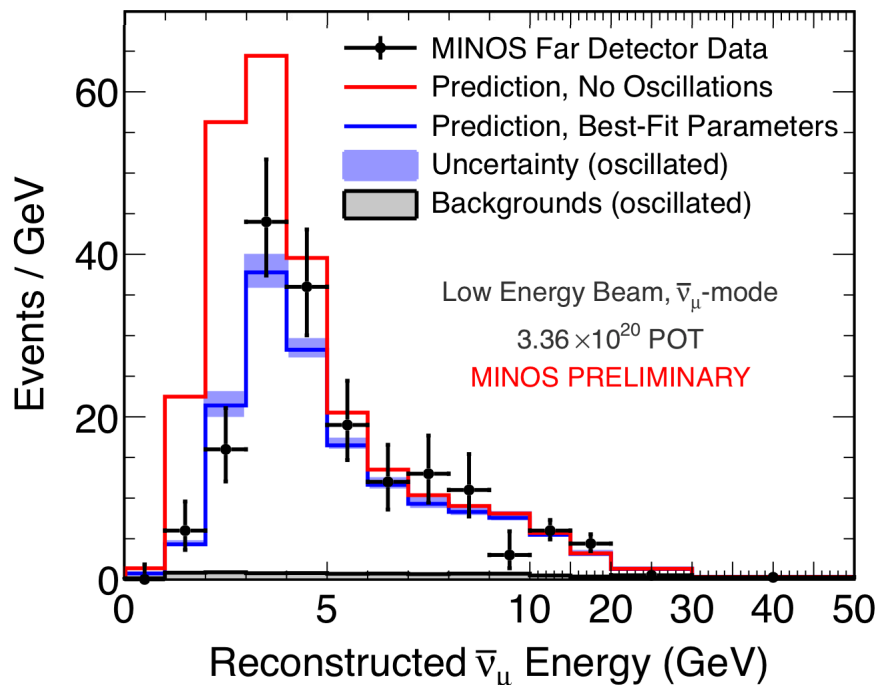 60
40
20
0
Events / GeV
MINOS Far Detector Data
Prediction, No Oscillations
Prediction, Best-Fit Parameters
Uncertainty (oscillated)
Backgrounds (oscillated)
Low Energy Beam, ν̅μ-mode
3.36×10²⁰ POT
MINOS PRELIMINARY
0 5 10 20 30 40 50
Reconstructed ν̅μ Energy (GeV)